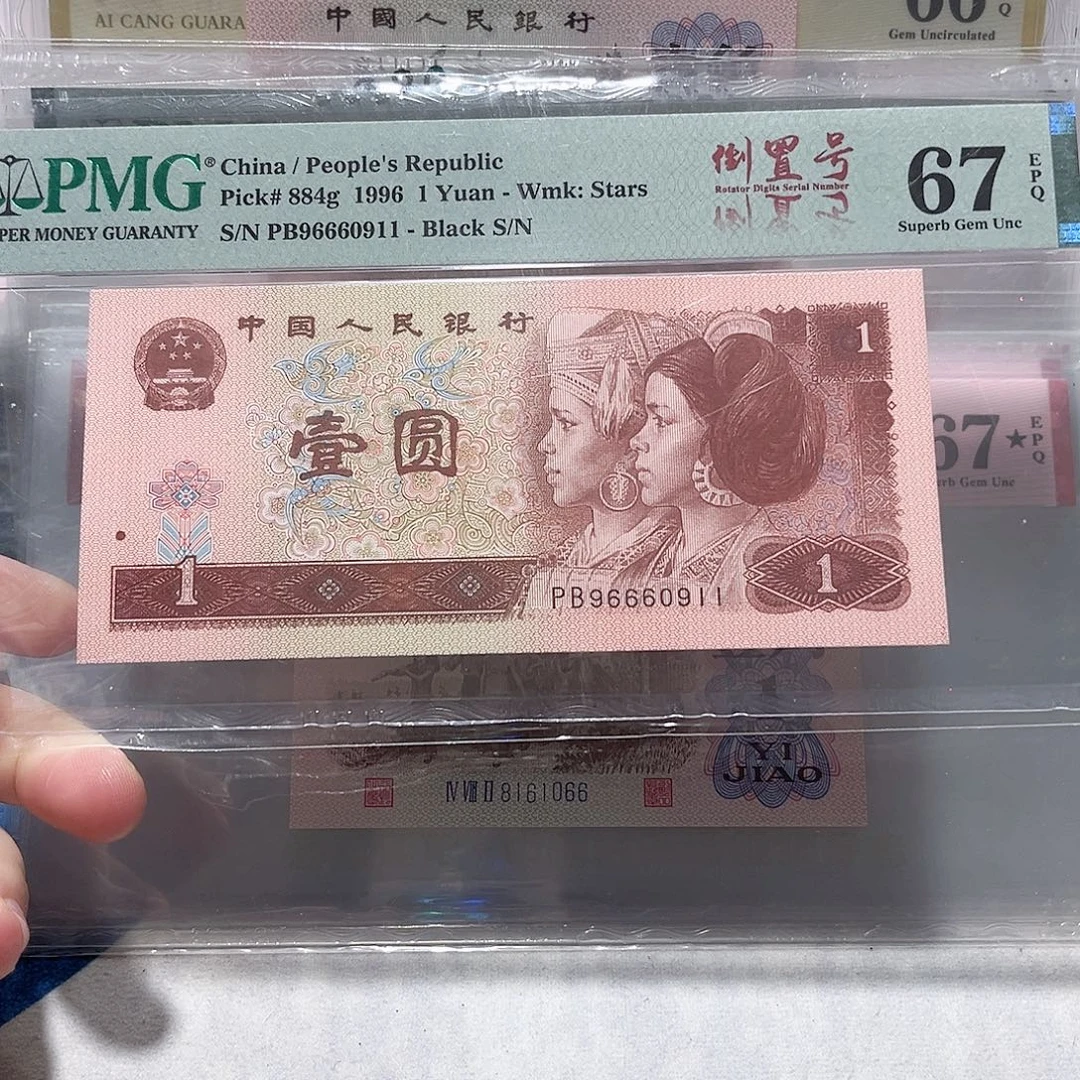 AI CANG GUARA
中國人民銀行
Q
Gem Uncirculated
PMG®
PER MONEY GUARANTY
China / People's Republic
Pick# 884g 1996 1 Yuan - Wmk: Stars
S/N PB96660911 - Black S/N
倒置号
Rotator Digits Serial Number
67
EPQ
Superb Gem Unc
中国人民银行
1
壹圆
67★
EPQ
rb Gem Unc
1
PB96660911
1
YI
JIAO
IV VIII II 8161066